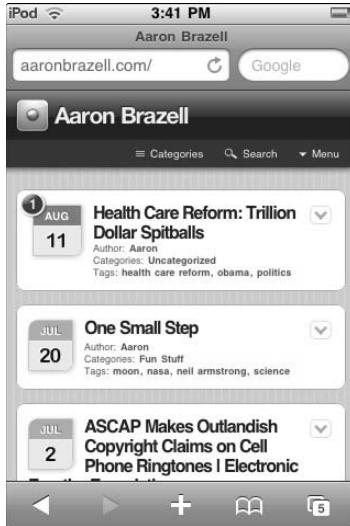 iPod 3:41 PM
Aaron Brazell
aaronbrazell.com/ Google
Aaron Brazell
Categories Search Menu
1
AUG
11
Health Care Reform: Trillion
Dollar Spitballs
Author: Aaron
Categories: Uncategorized
Tags: health care reform, obama, politics
JUL
20
One Small Step
Author: Aaron
Categories: Fun Stuff
Tags: moon, nasa, neil armstrong, science
JUL
2
ASCAP Makes Outlandish
Copyright Claims on Cell
Phone Ringtones | Electronic
5